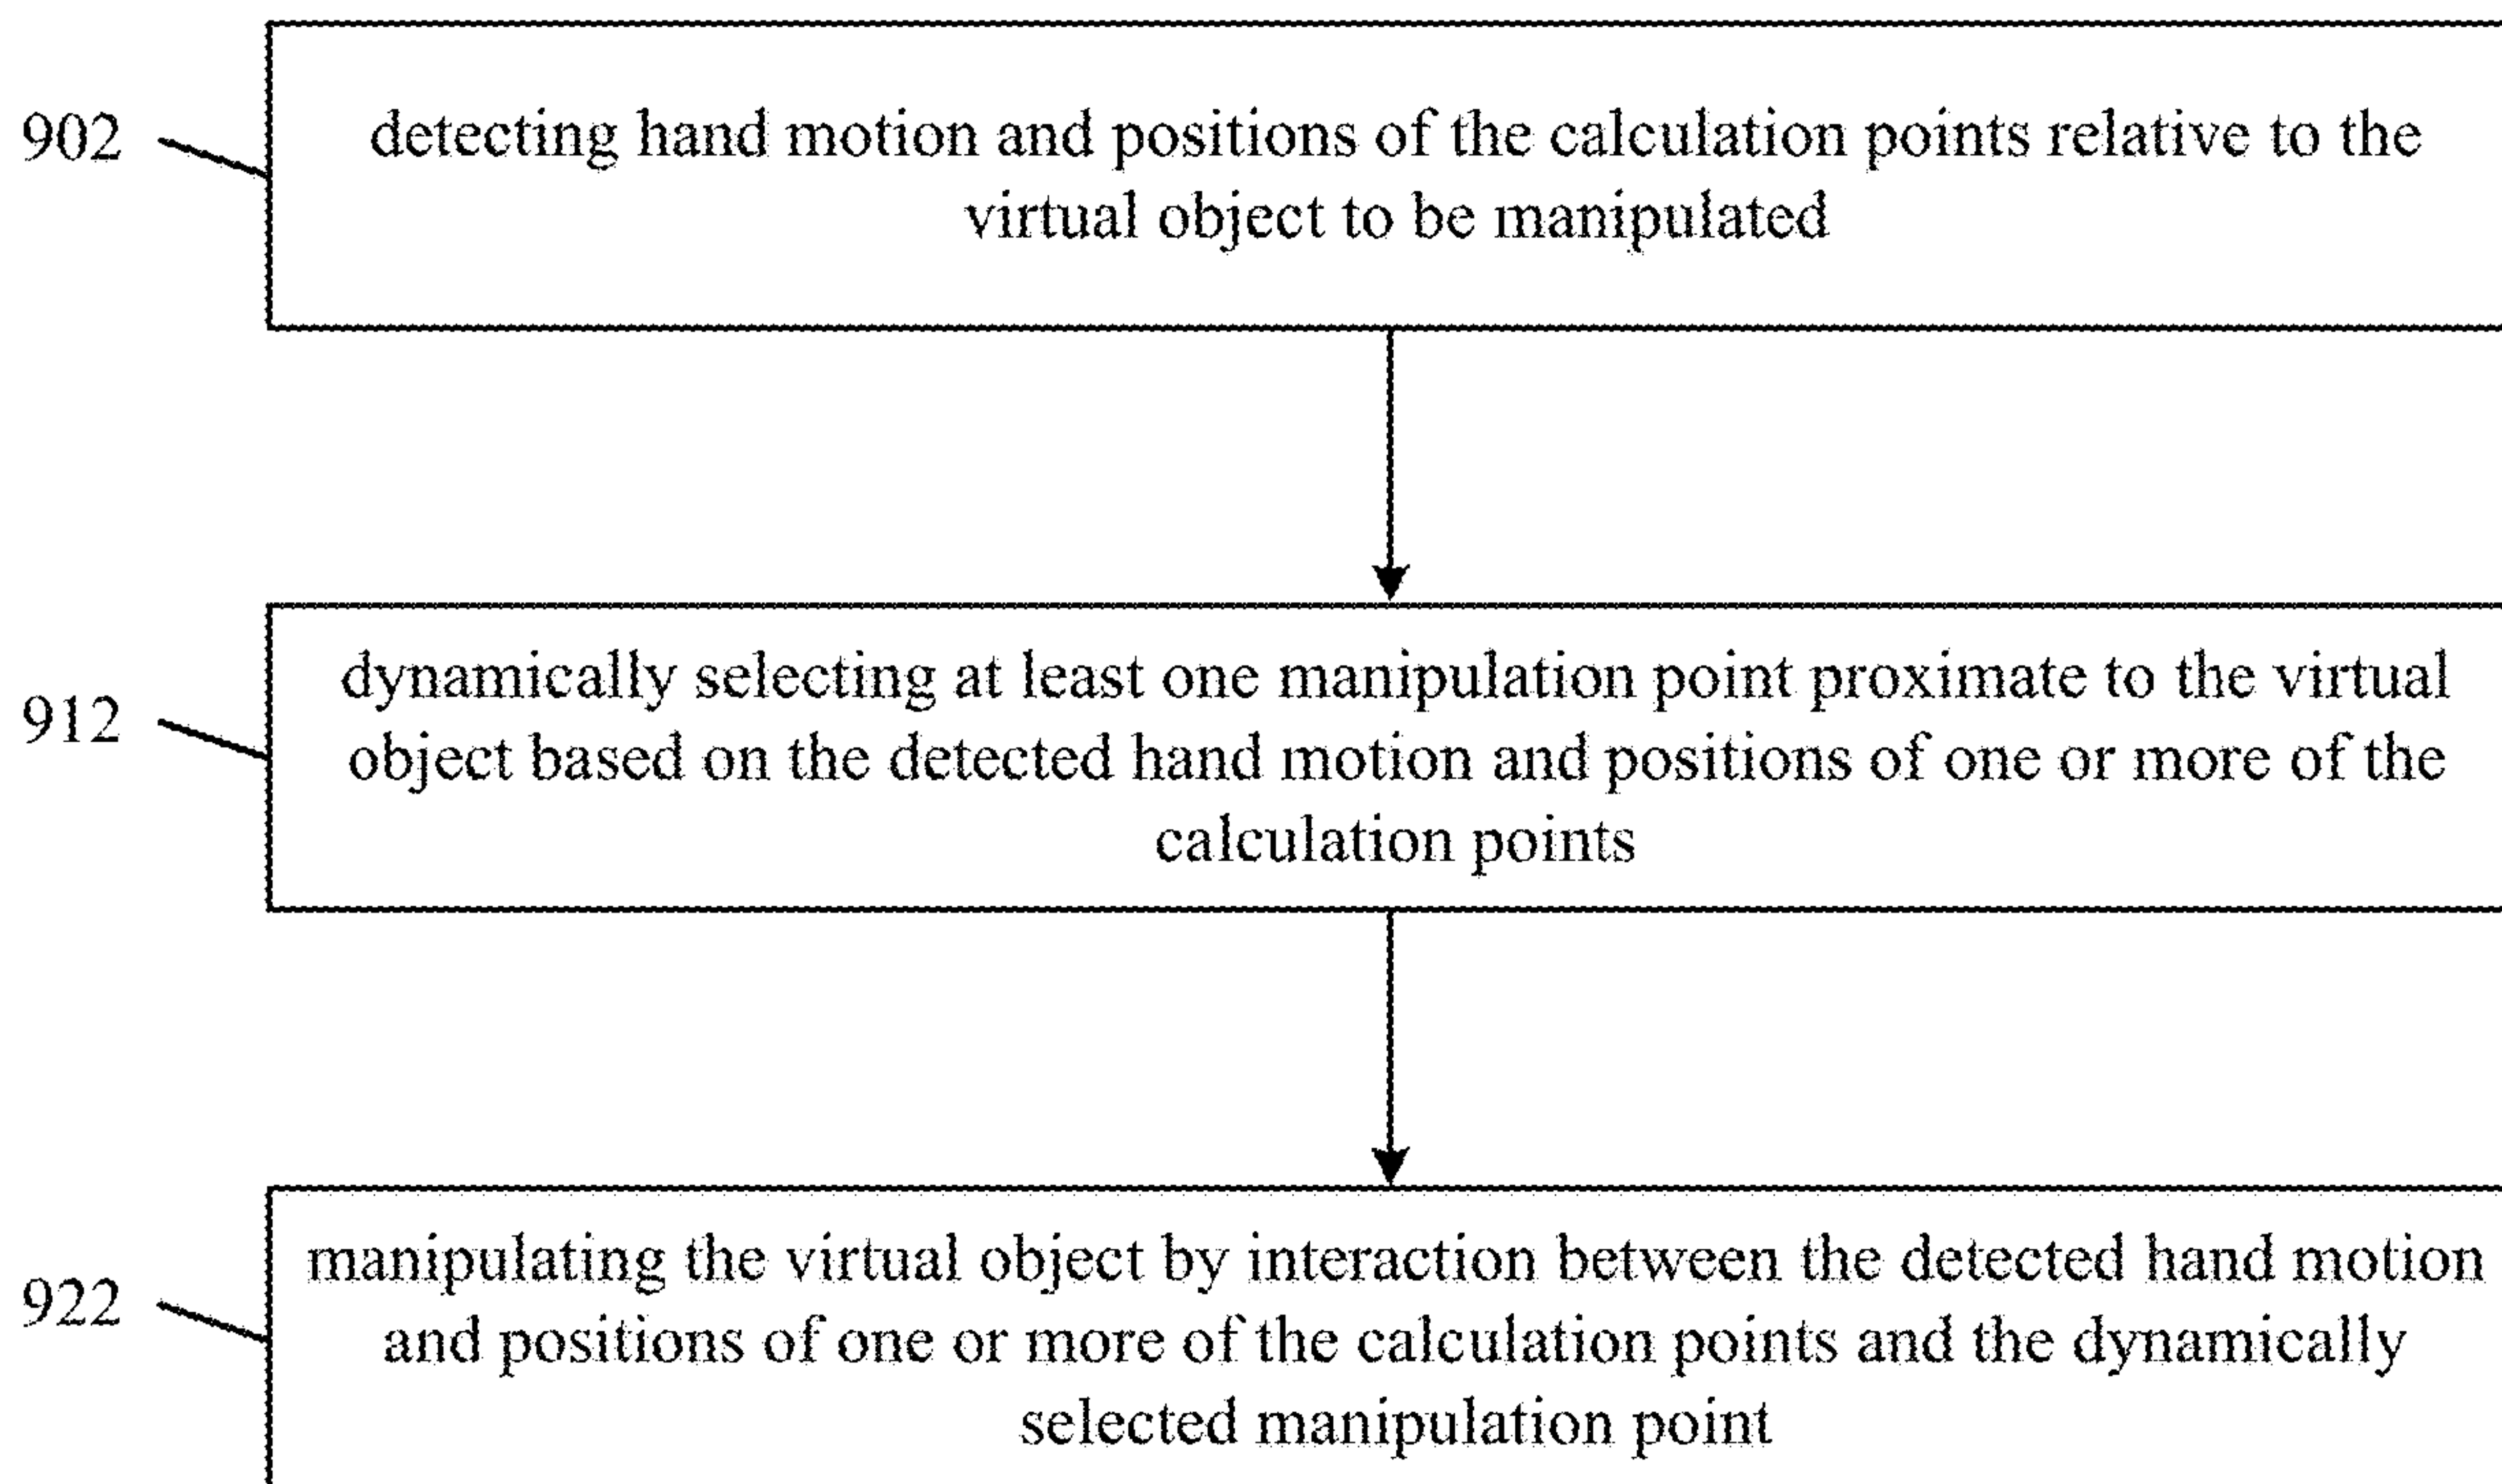 902
detecting hand motion and positions of the calculation points relative to the
virtual object to be manipulated
912
dynamically selecting at least one manipulation point proximate to the virtual
object based on the detected hand motion and positions of one or more of the
calculation points
922
manipulating the virtual object by interaction between the detected hand motion
and positions of one or more of the calculation points and the dynamically
selected manipulation point